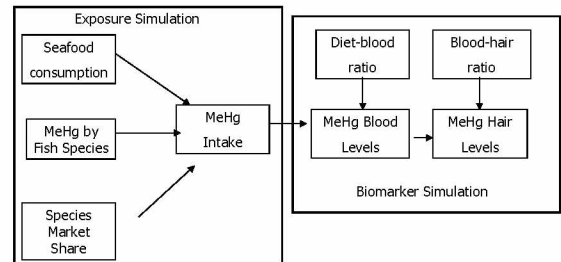 Exposure Simulation
Seafood
consumption
MeHg by
Fish Species
Species
Market
Share
MeHg
Intake
Diet-blood
ratio
Blood-hair
ratio
MeHg Blood
Levels
MeHg Hair
Levels
Biomarker Simulation